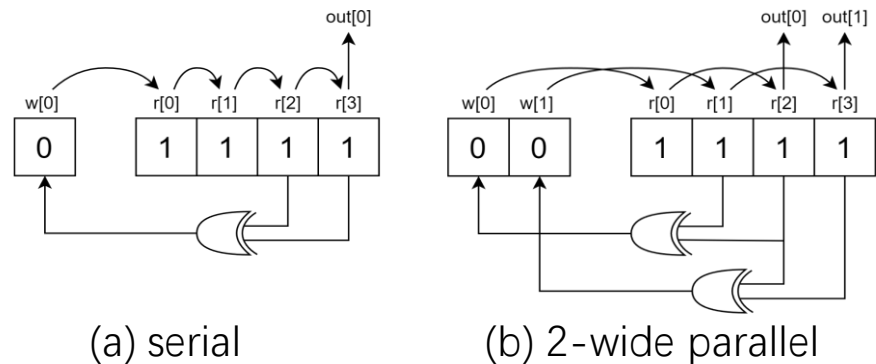 out[0] out[0] out[1]
w[0] r[0] r[1] r[2] r[3] w[0] w[1] r[0] r[1] r[2] r[3]
0 1 1 1 1 0 0 1 1 1 1
(a) serial (b) 2-wide parallel